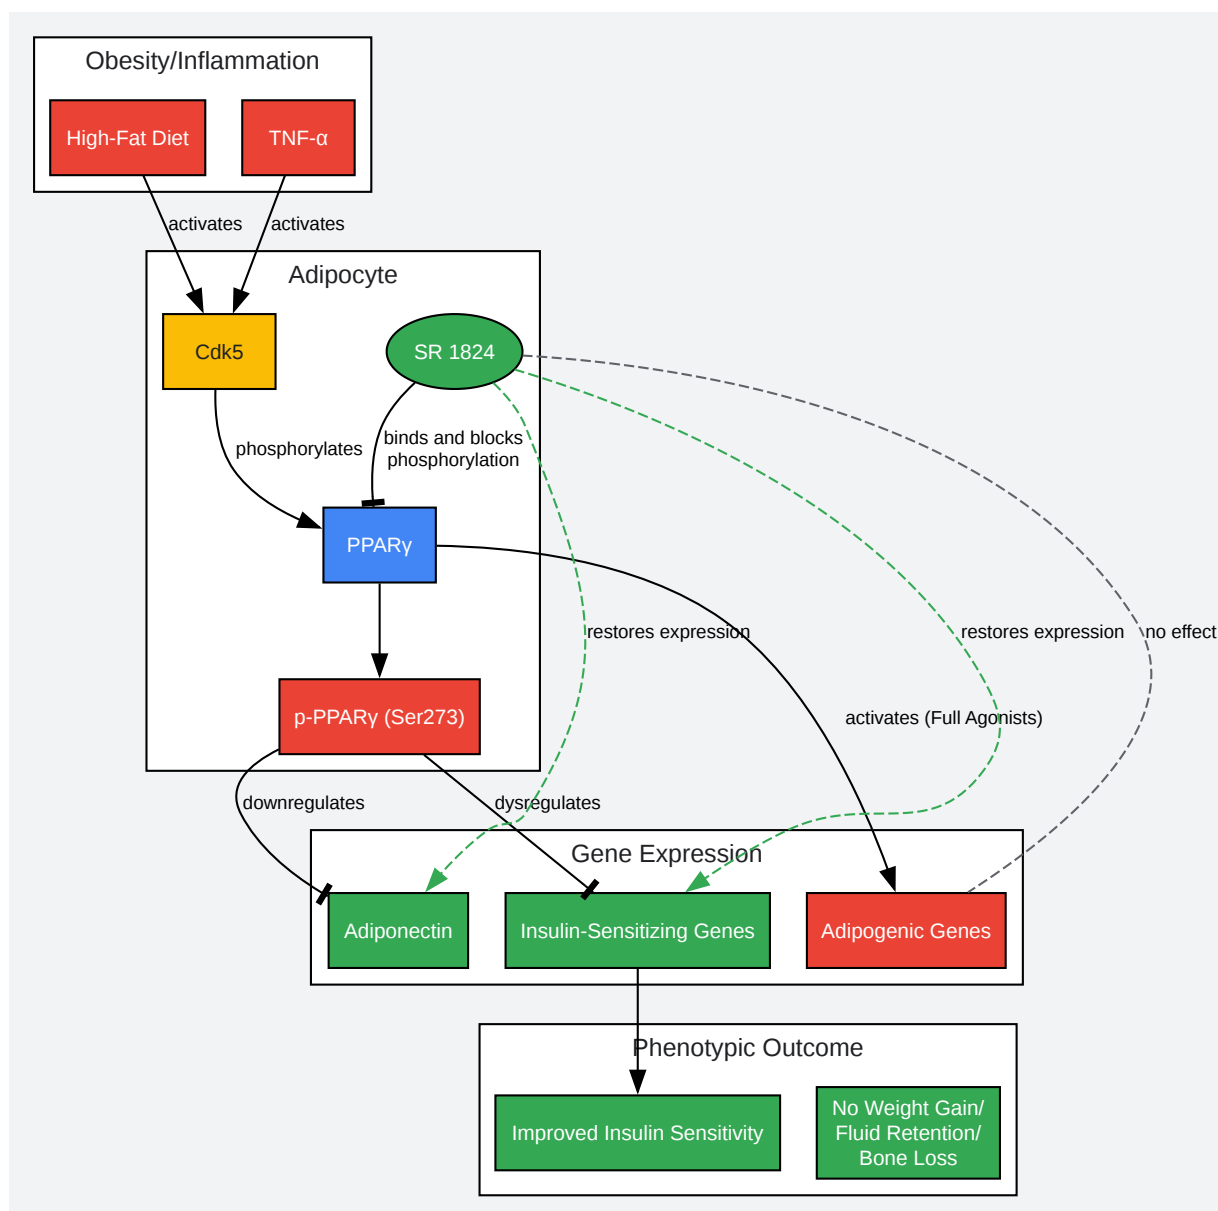 Obesity/Inflammation
High-Fat Diet
TNF-α
activates
activates
Adipocyte
Cdk5
SR 1824
phosphorylates
binds and blocks
phosphorylation
PPARγ
restores expression
restores expression
no effect
p-PPARγ (Ser273)
activates (Full Agonists)
downregulates
dysregulates
Gene Expression
Adiponectin
Insulin-Sensitizing Genes
Adipogenic Genes
Phenotypic Outcome
Improved Insulin Sensitivity
No Weight Gain/
Fluid Retention/
Bone Loss